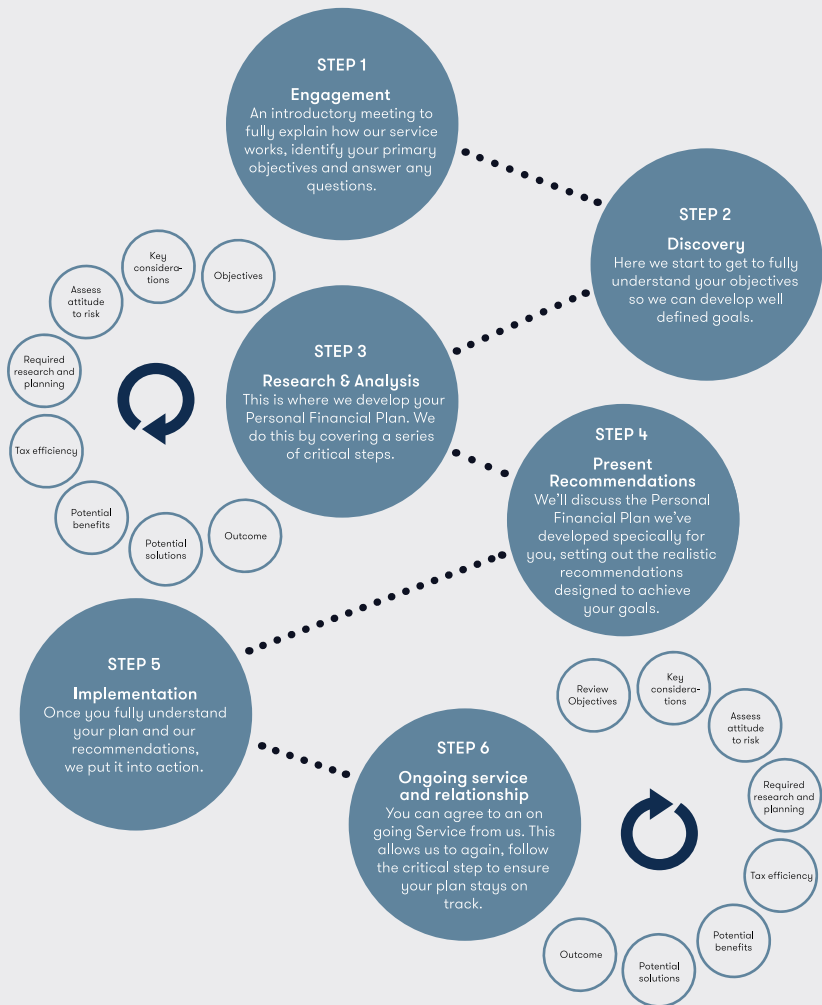 STEP 1
Engagement
An introductory meeting to
fully explain how our service
works, identify your primary
objectives and answer any
questions.
STEP 2
Discovery
Here we start to get to fully
understand your objectives
so we can develop well
defined goals.
STEP 3
Research & Analysis
This is where we develop your
Personal Financial Plan. We
do this by covering a series
of critical steps.
Objectives
Key
considera-
tions
Assess
attitude
to risk
Required
research and
planning
Tax efficiency
Potential
benefits
Potential
solutions
Outcome
STEP 4
Present
Recommendations
We'll discuss the Personal
Financial Plan we've
developed specically for
you, setting out the realistic
recommendations
designed to achieve
your goals.
STEP 5
Implementation
Once you fully understand
your plan and our
recommendations,
we put it into action.
STEP 6
Ongoing service
and relationship
You can agree to an on
going Service from us. This
allows us to again, follow
the critical step to ensure
your plan stays on
track.
Review
Objectives
Key
considera-
tions
Assess
attitude
to risk
Required
research and
planning
Tax efficiency
Potential
benefits
Potential
solutions
Outcome